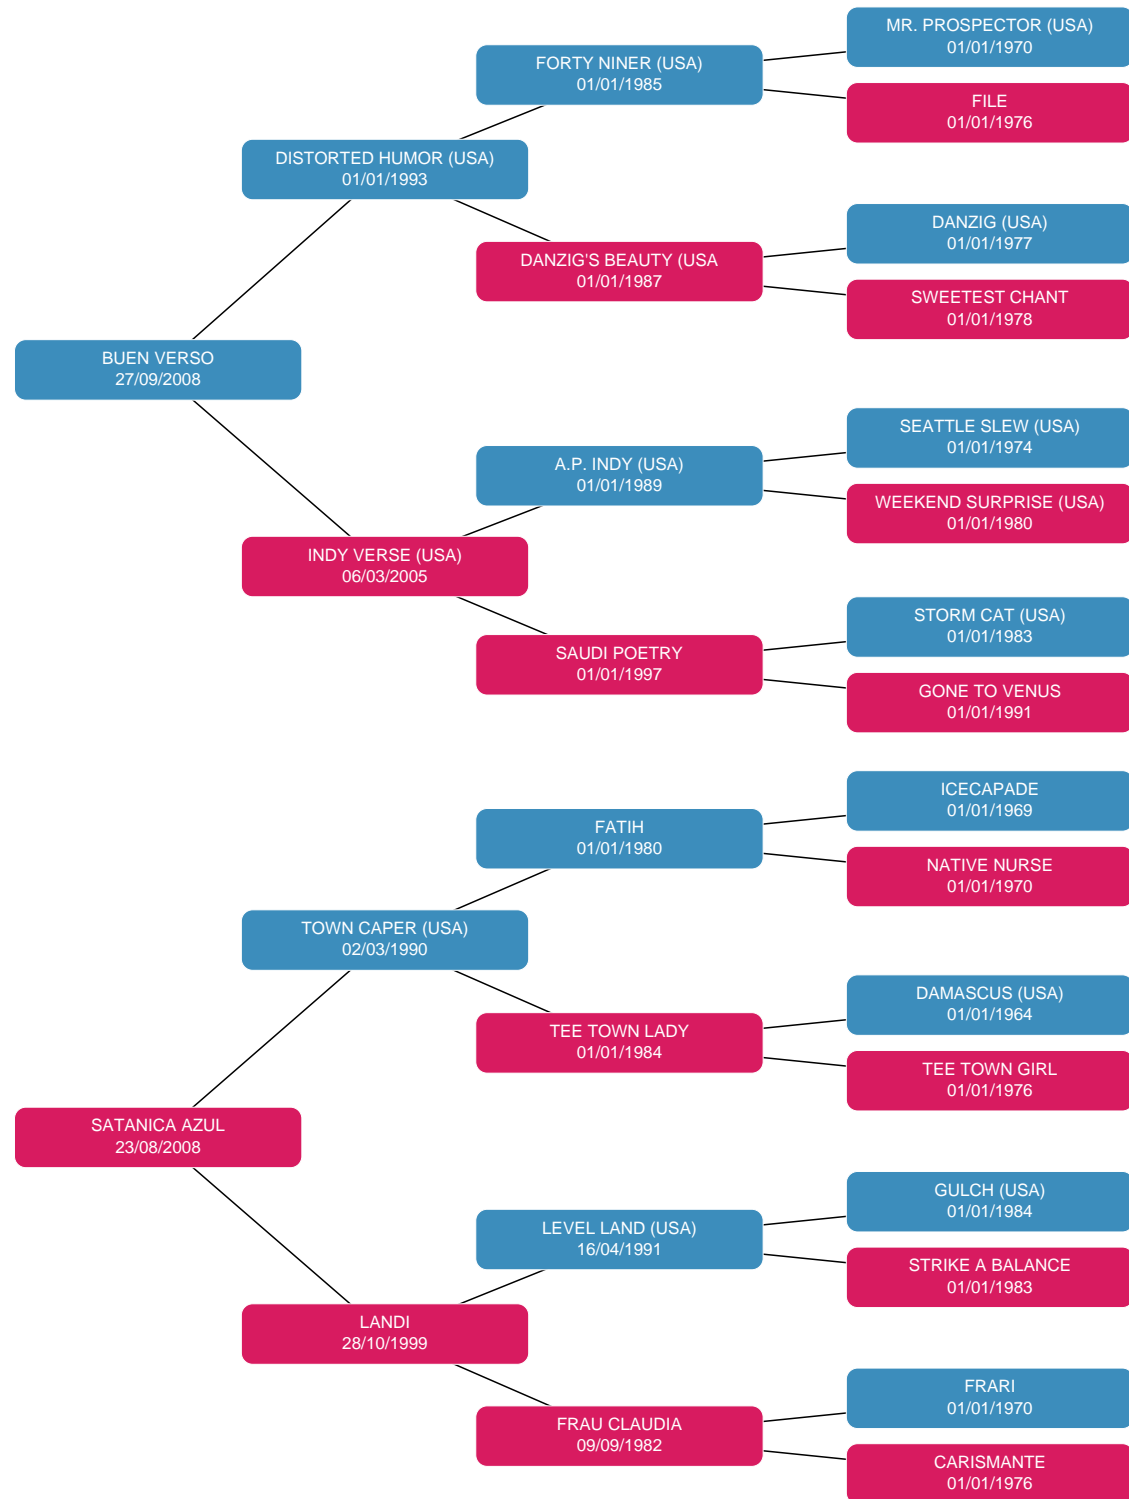 MR. PROSPECTOR (USA)
01/01/1970
FORTY NINER (USA)
01/01/1985
FILE
01/01/1976
DISTORTED HUMOR (USA)
01/01/1993
DANZIG (USA)
01/01/1977
DANZIG'S BEAUTY (USA
01/01/1987
SWEETEST CHANT
01/01/1978
BUEN VERSO
27/09/2008
SEATTLE SLEW (USA)
01/01/1974
A.P. INDY (USA)
01/01/1989
WEEKEND SURPRISE (USA)
01/01/1980
INDY VERSE (USA)
06/03/2005
STORM CAT (USA)
01/01/1983
SAUDI POETRY
01/01/1997
GONE TO VENUS
01/01/1991
ICECAPADE
01/01/1969
FATIH
01/01/1980
NATIVE NURSE
01/01/1970
TOWN CAPER (USA)
02/03/1990
DAMASCUS (USA)
01/01/1964
TEE TOWN LADY
01/01/1984
TEE TOWN GIRL
01/01/1976
SATANICA AZUL
23/08/2008
GULCH (USA)
01/01/1984
LEVEL LAND (USA)
16/04/1991
STRIKE A BALANCE
01/01/1983
LANDI
28/10/1999
FRARI
01/01/1970
FRAU CLAUDIA
09/09/1982
CARISMANTE
01/01/1976